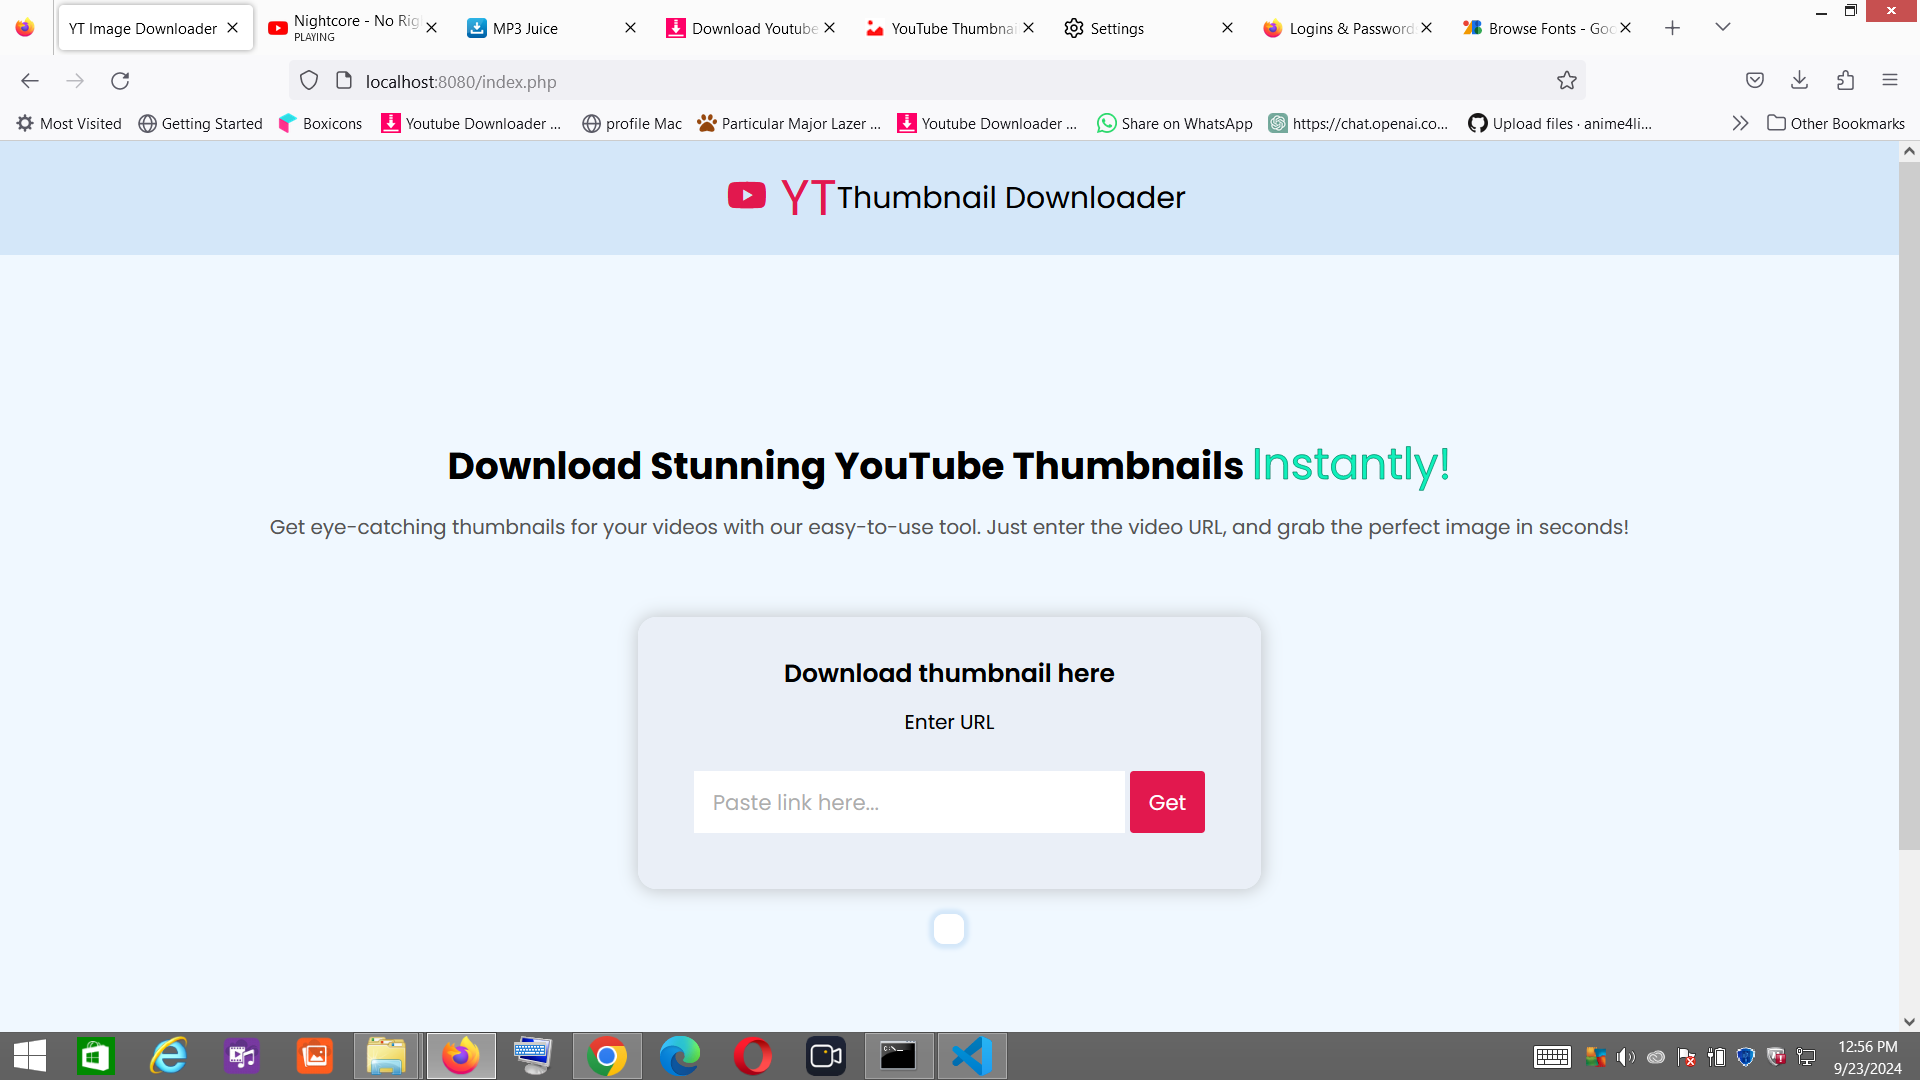 YT Image Downloader
Nightcore - No Rig
PLAYING
MP3 Juice
Download Youtube
YouTube Thumbnai
Settings
Logins & Password
Browse Fonts - Goo
localhost:8080/index.php
Most Visited
Getting Started
Boxicons
Youtube Downloader ...
profile Mac
Particular Major Lazer ...
Youtube Downloader ...
Share on WhatsApp
https://chat.openai.co...
Upload files · anime4li...
Other Bookmarks
YT Thumbnail Downloader
Download Stunning YouTube Thumbnails Instantly!
Get eye-catching thumbnails for your videos with our easy-to-use tool. Just enter the video URL, and grab the perfect image in seconds!
Download thumbnail here
Enter URL
Paste link here...
Get
12:56 PM
9/23/2024